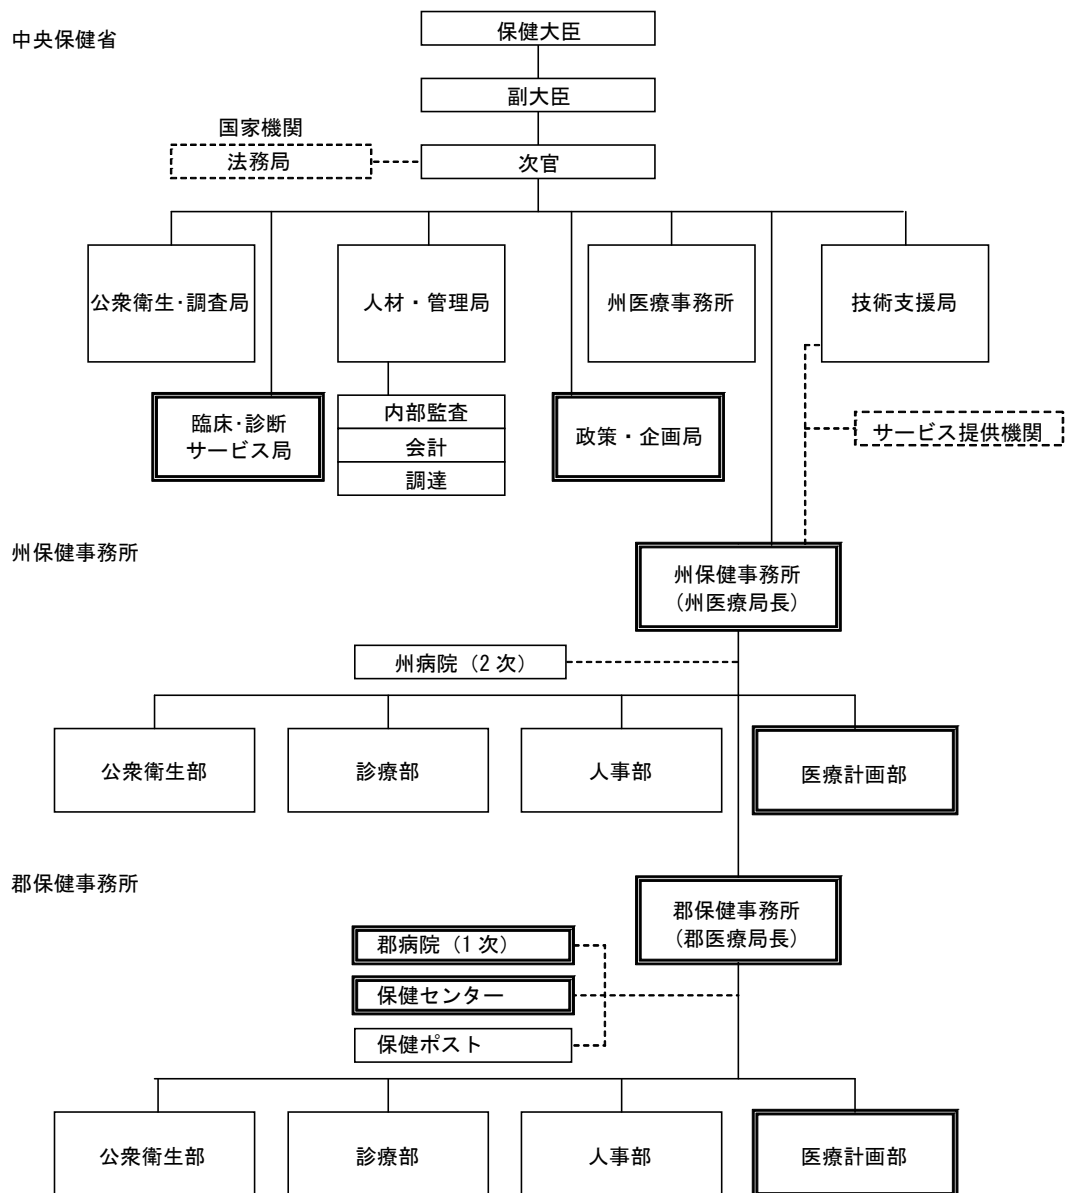 中央保健省
保健大臣
副大臣
国家機関
法務局
次官
公衆衛生･調査局
人材・管理局
州医療事務所
技術支援局
臨床･診断
サービス局
内部監査
会計
調達
政策・企画局
サービス提供機関
州保健事務所
州保健事務所
(州医療局長)
州病院（2 次）
公衆衛生部
診療部
人事部
医療計画部
郡保健事務所
郡保健事務所
(郡医療局長)
郡病院（1 次）
保健センター
保健ポスト
公衆衛生部
診療部
人事部
医療計画部